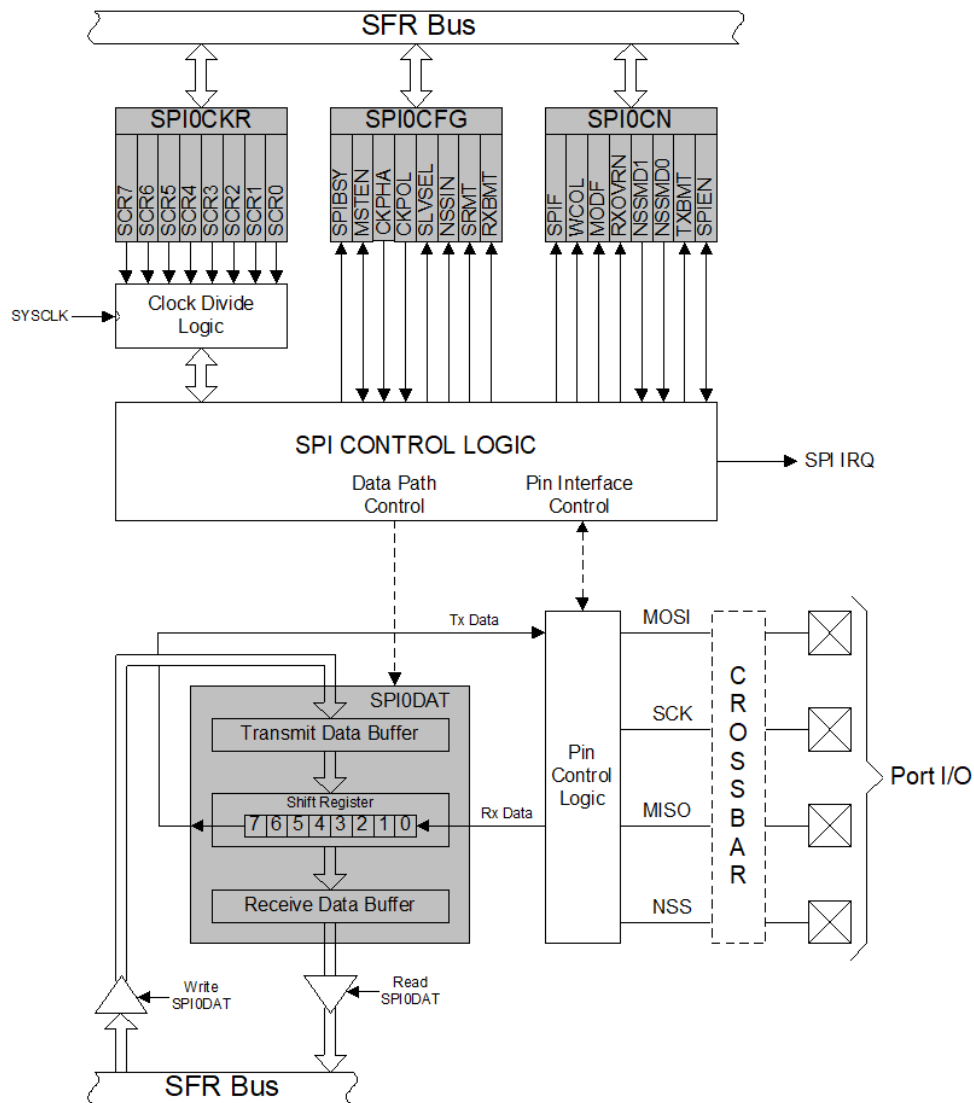 SFR Bus
SPI0CKR
SCR7
SCR6
SCR5
SCR4
SCR3
SCR2
SCR1
SCR0
SPI0CFG
SPIBSY
MSTEN
CKPHA
CKPOL
SLVSEL
NSSIN
SRMT
RXBMT
SPI0CN
SPIF
WCOL
MODF
RXOVRN
NSSMD1
NSSMD0
TXBMT
SPIEN
SYSCLK
Clock Divide
Logic
SPI CONTROL LOGIC
Data Path
Control
Pin Interface
Control
SPI IRQ
Tx Data
SPI0DAT
Transmit Data Buffer
Shift Register
7 6 5 4 3 2 1 0
Receive Data Buffer
Rx Data
Pin
Control
Logic
MOSI
SCK
MISO
NSS
CROSSBAR
Port I/O
Write
SPI0DAT
Read
SPI0DAT
SFR Bus